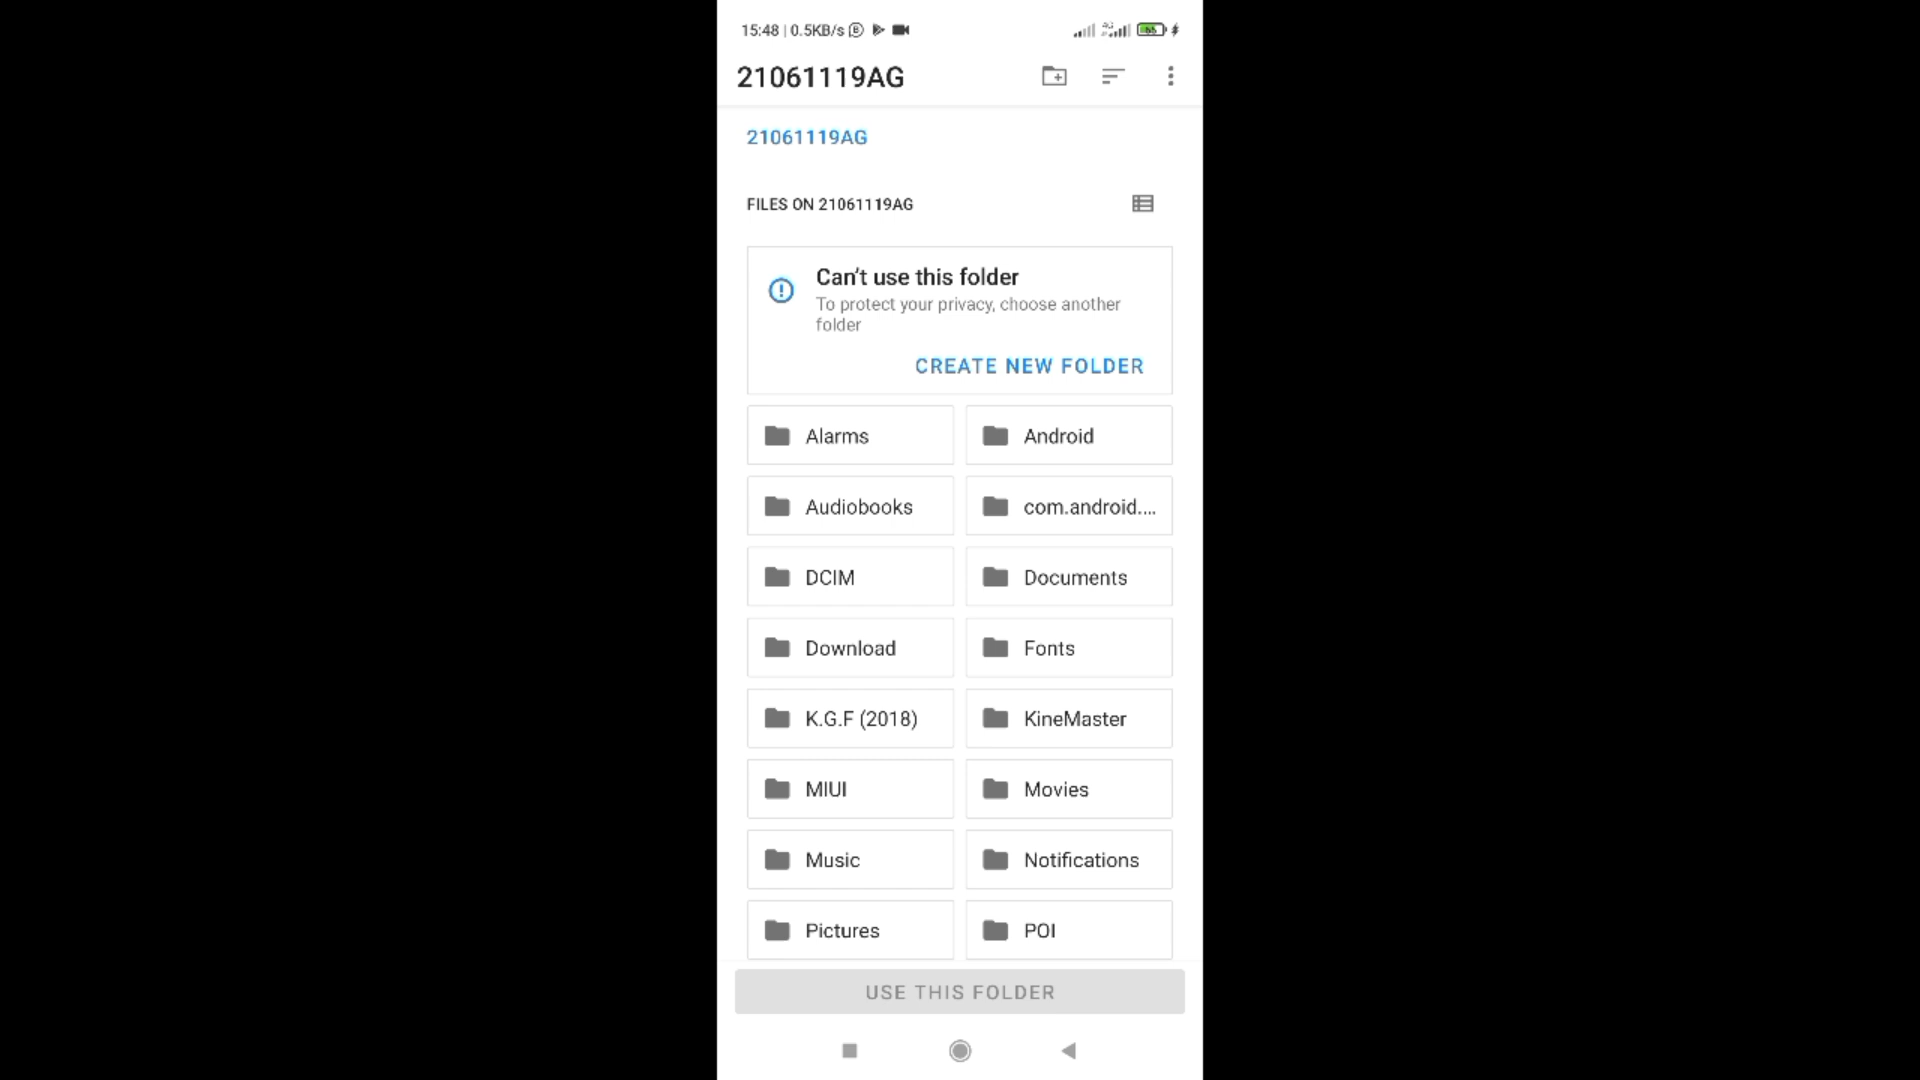 15:48 | 0.5KB/s
21061119AG
21061119AG
FILES ON 21061119AG
Can't use this folder
To protect your privacy, choose another
folder
CREATE NEW FOLDER
Alarms
Android
Audiobooks
com.android....
DCIM
Documents
Download
Fonts
K.G.F (2018)
KineMaster
MIUI
Movies
Music
Notifications
Pictures
POI
USE THIS FOLDER